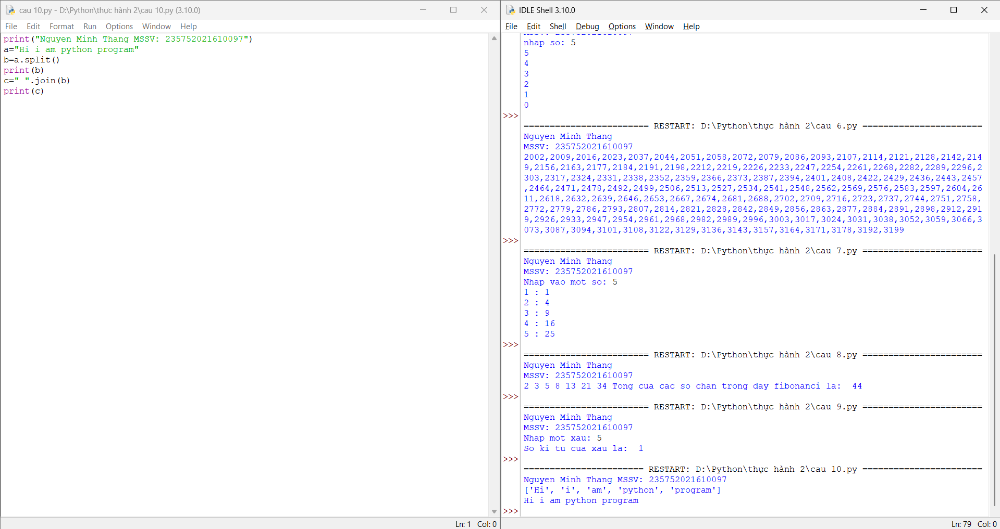 cau 10.py - D:\Python\thực hành 2\cau 10.py (3.10.0)
File Edit Format Run Options Window Help
print("Nguyen Minh Thang MSSV: 235752021610097")
a="Hi i am python program"
b=a.split()
print(b)
c=" ".join(b)
print(c)
Ln: 1 Col: 0
IDLE Shell 3.10.0
File Edit Shell Debug Options Window Help
MSSV: 235752021610097
nhap so: 5
5
4
3
2
1
0
>>>
======================== RESTART: D:\Python\thực hành 2\cau 6.py =======================
Nguyen Minh Thang
MSSV: 235752021610097
2002,2009,2016,2023,2037,2044,2051,2058,2072,2079,2086,2093,2107,2114,2121,2128,2142,214
9,2156,2163,2177,2184,2191,2198,2212,2219,2226,2233,2247,2254,2261,2268,2282,2289,2296,2
303,2317,2324,2331,2338,2352,2359,2366,2373,2387,2394,2401,2408,2422,2429,2436,2443,2457
,2464,2471,2478,2492,2499,2506,2513,2527,2534,2541,2548,2562,2569,2576,2583,2597,2604,26
11,2618,2632,2639,2646,2653,2667,2674,2681,2688,2702,2709,2716,2723,2737,2744,2751,2758,
2772,2779,2786,2793,2807,2814,2821,2828,2842,2849,2856,2863,2877,2884,2891,2898,2912,291
9,2926,2933,2947,2954,2961,2968,2982,2989,2996,3003,3017,3024,3031,3038,3052,3059,3066,3
073,3087,3094,3101,3108,3122,3129,3136,3143,3157,3164,3171,3178,3192,3199
>>>
======================== RESTART: D:\Python\thực hành 2\cau 7.py =======================
Nguyen Minh Thang
MSSV: 235752021610097
Nhap vao mot so: 5
1 : 1
2 : 4
3 : 9
4 : 16
5 : 25
>>>
======================== RESTART: D:\Python\thực hành 2\cau 8.py =======================
Nguyen Minh Thang
MSSV: 235752021610097
2 3 5 8 13 21 34 Tong cua cac so chan trong day fibonanci la:  44
>>>
======================== RESTART: D:\Python\thực hành 2\cau 9.py =======================
Nguyen Minh Thang
MSSV: 235752021610097
Nhap mot xau: 5
So ki tu cua xau la:  1
>>>
======================= RESTART: D:\Python\thực hành 2\cau 10.py =======================
Nguyen Minh Thang MSSV: 235752021610097
['Hi', 'i', 'am', 'python', 'program']
Hi i am python program
>>>
Ln: 79 Col: 0